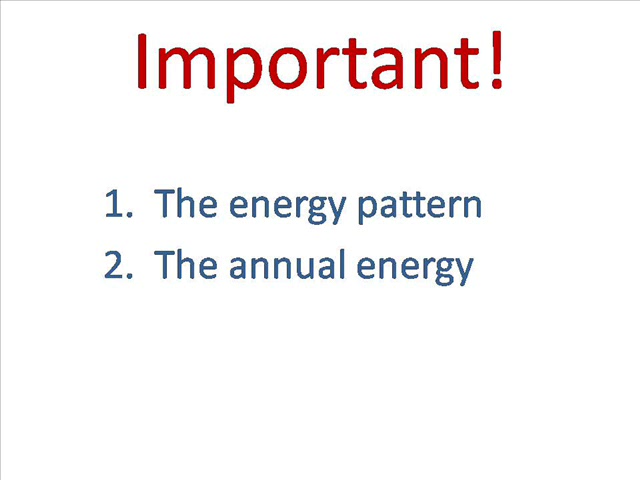 Important!
1. The energy pattern
2. The annual energy